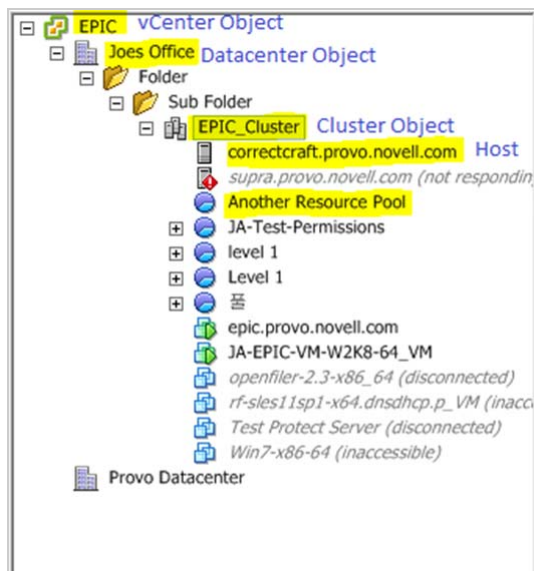 EPIC vCenter Object
Joes Office Datacenter Object
Folder
Sub Folder
EPIC_Cluster Cluster Object
correctcraft.provo.novell.com Host
supra.provo.novell.com (not respondin
Another Resource Pool
JA-Test-Permissions
level 1
Level 1
풀
epic.provo.novell.com
JA-EPIC-VM-W2K8-64_VM
openfiler-2.3-x86_64 (disconnected)
rf-sles11sp1-x64.dnsdhcp.p_VM (inacc
Test Protect Server (disconnected)
Win7-x86-64 (inaccessible)
Provo Datacenter